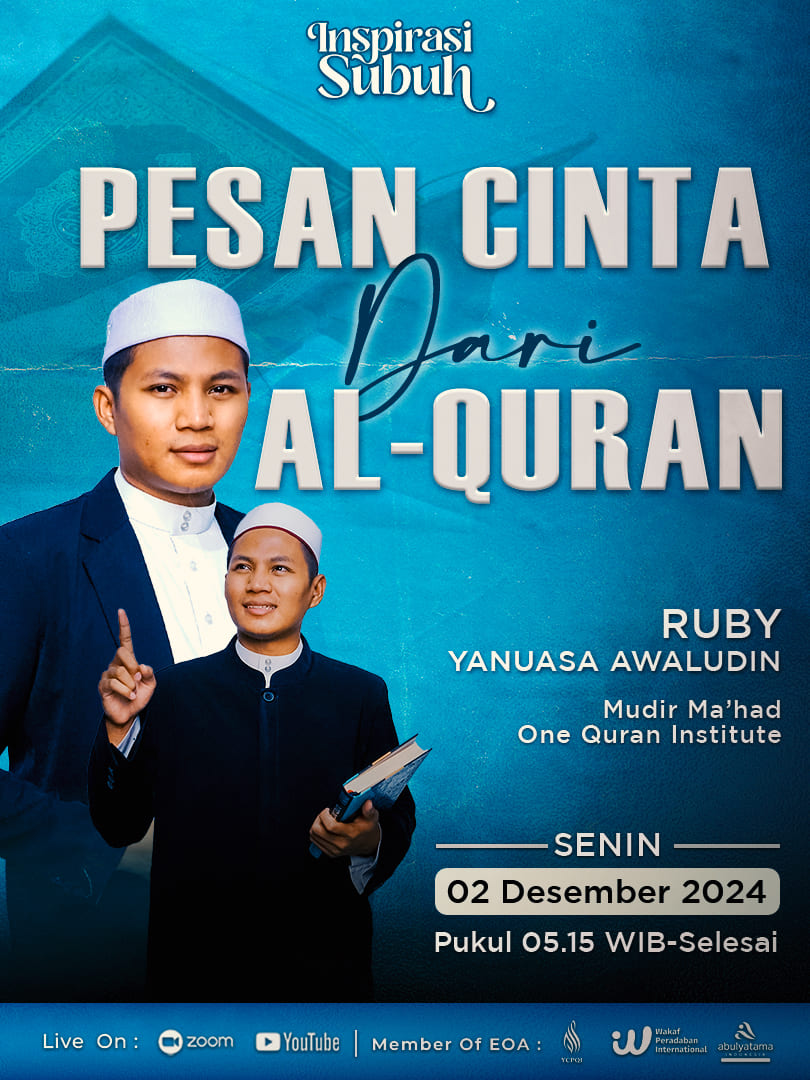 Inspirasi
Subuh
PESAN CINTA
Dari
AL-QURAN
RUBY
YANUASA AWALUDIN
Mudir Ma’had
One Quran Institute
SENIN
02 Desember 2024
Pukul 05.15 WIB-Selesai
Live On : zoom YouTube | Member Of EOA :
YCPQI
Wakaf
Peradaban
International
abulyatama
INDONESIA